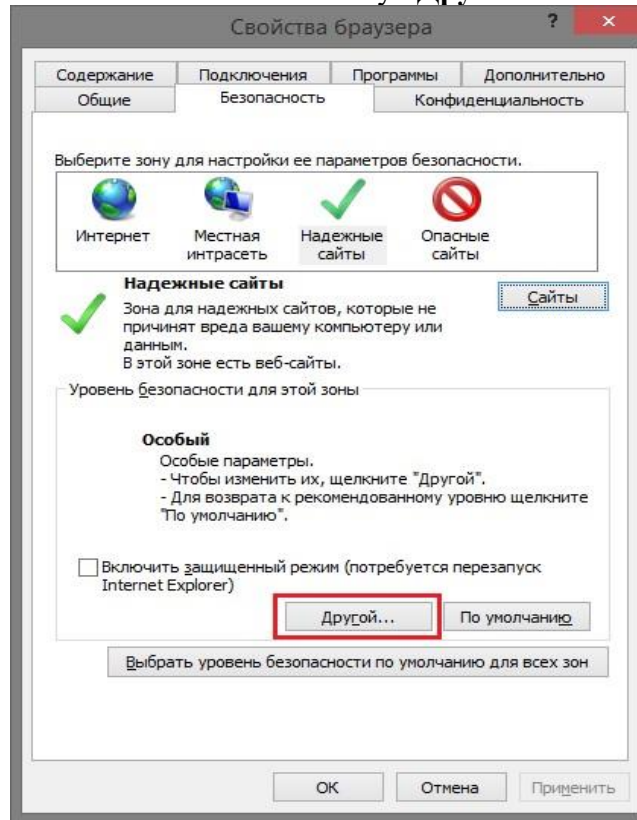 Свойства браузера ?
Содержание Подключения Программы Дополнительно
Общие Безопасность Конфиденциальность
Выберите зону для настройки ее параметров безопасности.
Интернет Местная интрасеть Надежные сайты Опасные сайты
Надежные сайты
Сайты
Зона для надежных сайтов, которые не
причинят вреда вашему компьютеру или
данным.
В этой зоне есть веб-сайты.
Уровень безопасности для этой зоны
Особый
Особые параметры.
- Чтобы изменить их, щелкните "Другой".
- Для возврата к рекомендованному уровню щелкните
"По умолчанию".
Включить защищенный режим (потребуется перезапуск
Internet Explorer)
Другой... По умолчанию
Выбрать уровень безопасности по умолчанию для всех зон
ОК Отмена Применить